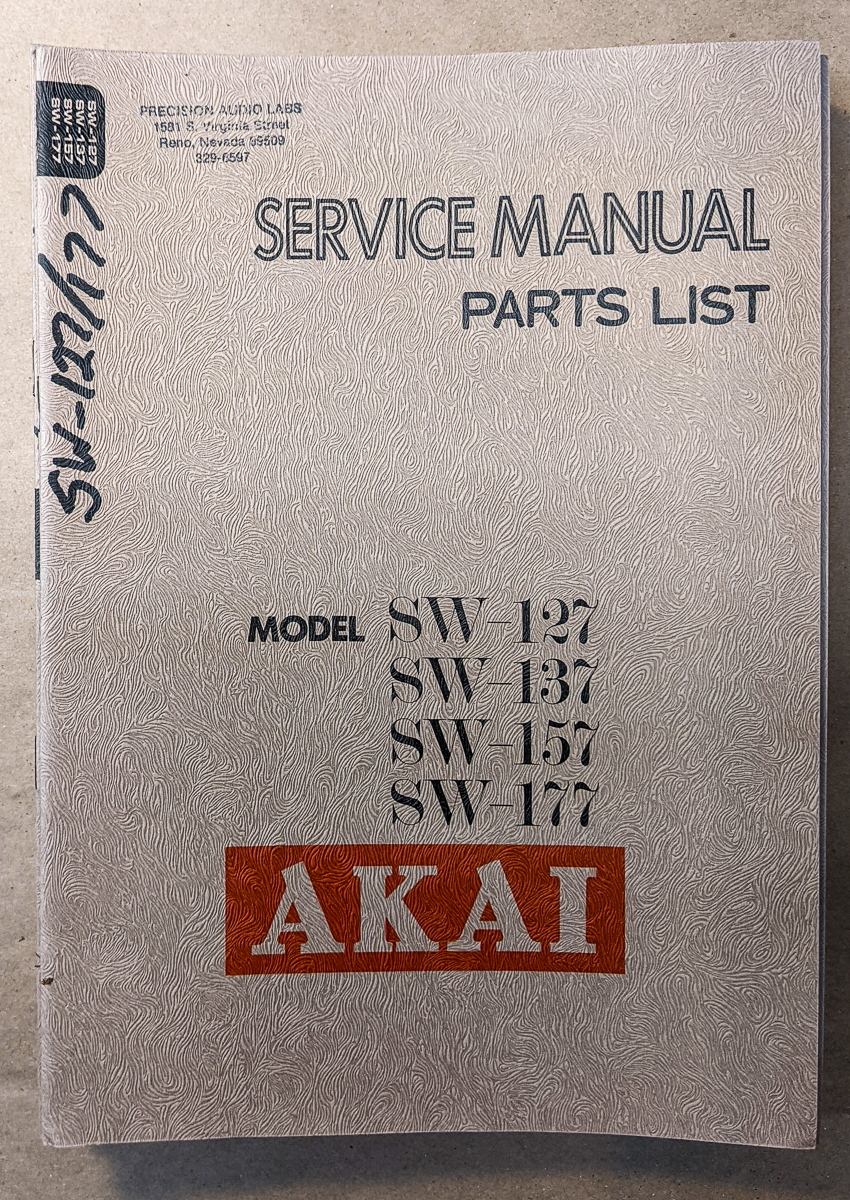 SW-127
SW-137
SW-157
SW-177
PRECISION AUDIO LABS
1581 S. Virginia Street
Reno, Nevada 89509
329-6597
SW-127/177
SERVICE MANUAL
PARTS LIST
MODEL SW-127
SW-137
SW-157
SW-177
AKAI